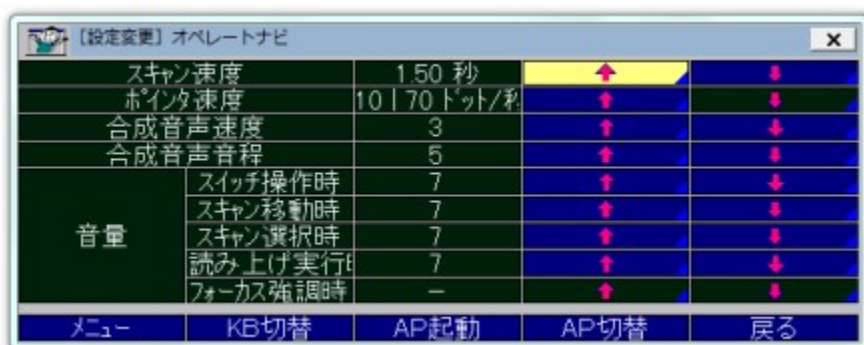 [設定変更] オペレートナビ
スキャン速度 1.50 秒 ↑ ↓
ポインタ速度 10 | 70 ドット/ ↑ ↓
合成音声速度 3 ↑ ↓
合成音声音程 5 ↑ ↓
スイッチ操作時 7 ↑ ↓
スキャン移動時 7 ↑ ↓
音量 スキャン選択時 7 ↑ ↓
読み上げ実行 7 ↑ ↓
フォーカス強調時 − ↑ ↓
メニュー KB切替 AP起動 AP切替 戻る